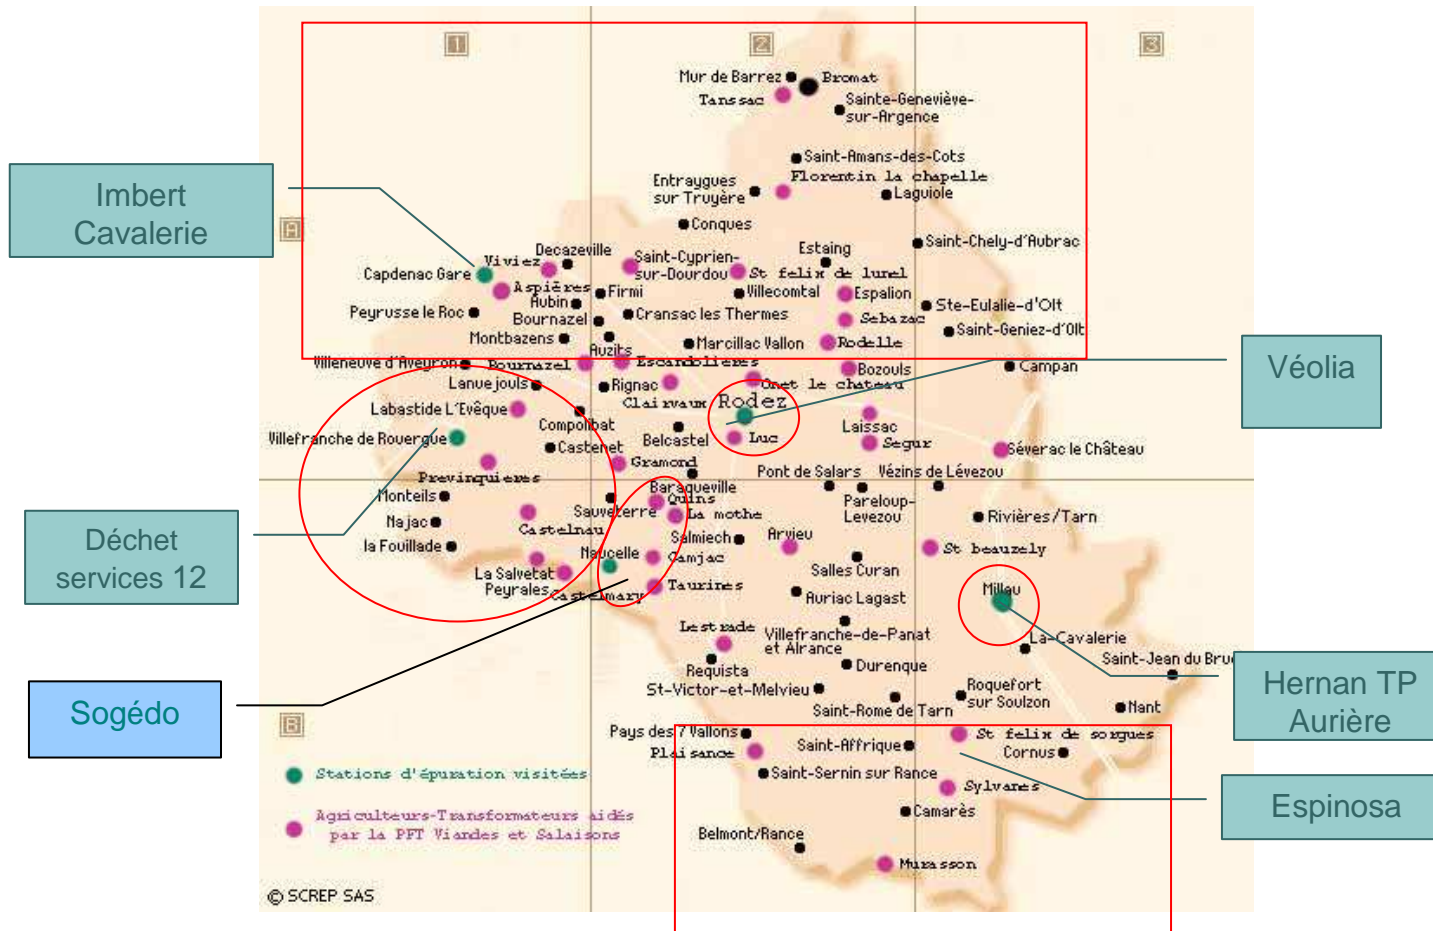 1
2
3
Mur de Barrez
Bromat
Tanssac
Sainte-Geneviève-
sur-Argence
Saint-Amans-des-Cots
Florentin la chapelle
Entraygues
sur Truyère
Laguiole
Conques
Imbert
Cavalerie
A
Saint-Chely-d'Aubrac
Estaing
Decazeville
Viviez
Saint-Cyprien-
sur-Dourdou
St felix de lunel
Capdenac Gare
Aspières
Firmi
Villecomtal
Espalion
Ste-Eulalie-d'Olt
Aubin
Peyrusse le Roc
Bournazel
Cransac les Thermes
Sebazac
Saint-Geniez-d'Olt
Montbazens
Auzits
Marcillac Vallon
Rodelle
Villeneuve d'Aveyron
Bournazel
Escandolieres
Bozouls
Campan
Véolia
Lanuejouls
Rignac
Onet le chateau
Clairvaux
Rodez
Labastide L'Evêque
Compolibat
Laissac
Villefranche de Rouergue
Castenet
Belcastel
Luc
Segur
Séverac le Château
Previnquieres
Gramond
Pont de Salars
Vézins de Lévezou
Baraqueville
Monteils
Sauveterre
Quins
Pareloup-
Levezou
La mothe
Rivières/Tarn
Najac
Castelnau
la Fouillade
Salmiech
Arvieu
St beauzely
Déchet
services 12
Naucelle
Camjac
Salles Curan
La Salvetat
Peyrales
Castelmary
Taurines
Auriac Lagast
Millau
Lestrade
Villefranche-de-Panat
et Alrance
La-Cavalerie
Requista
Durenque
Saint-Jean du Bru
St-Victor-et-Melvieu
Saint-Rome de Tarn
Roquefort
sur Soulzon
Nant
Hernan TP
Aurière
Sogédo
B
Pays des 7 Vallons
Plaisance
Saint-Affrique
St felix de sorgues
Cornus
Saint-Sernin sur Rance
Sylvanes
Espinosa
Camarès
Belmont/Rance
Murasson
Stations d'épuration visitées
Agriculteurs-Transformateurs aidés
par la PFT Viandes et Salaisons
© SCREP SAS